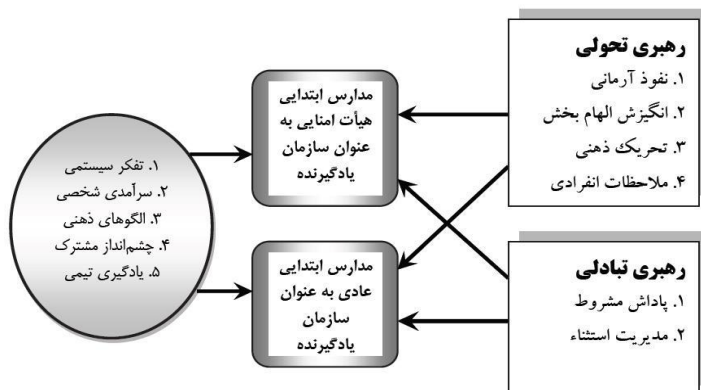 رهبری تحولی
۱. نفوذ آرمانی
۲. انگیزش الهام بخش
۳. تحریک ذهنی
۴. ملاحظات انفرادی
رهبری تبادلی
۱. پاداش مشروط
۲. مدیریت استثناء
مدارس ابتدایی
هیأت امنایی به
عنوان سازمان
یادگیرنده
مدارس ابتدایی
عادی به عنوان
سازمان
یادگیرنده
۱. تفکر سیستمی
۲. سرآمدی شخصی
۳. الگوهای ذهنی
۴. چشم‌انداز مشترک
۵. یادگیری تیمی